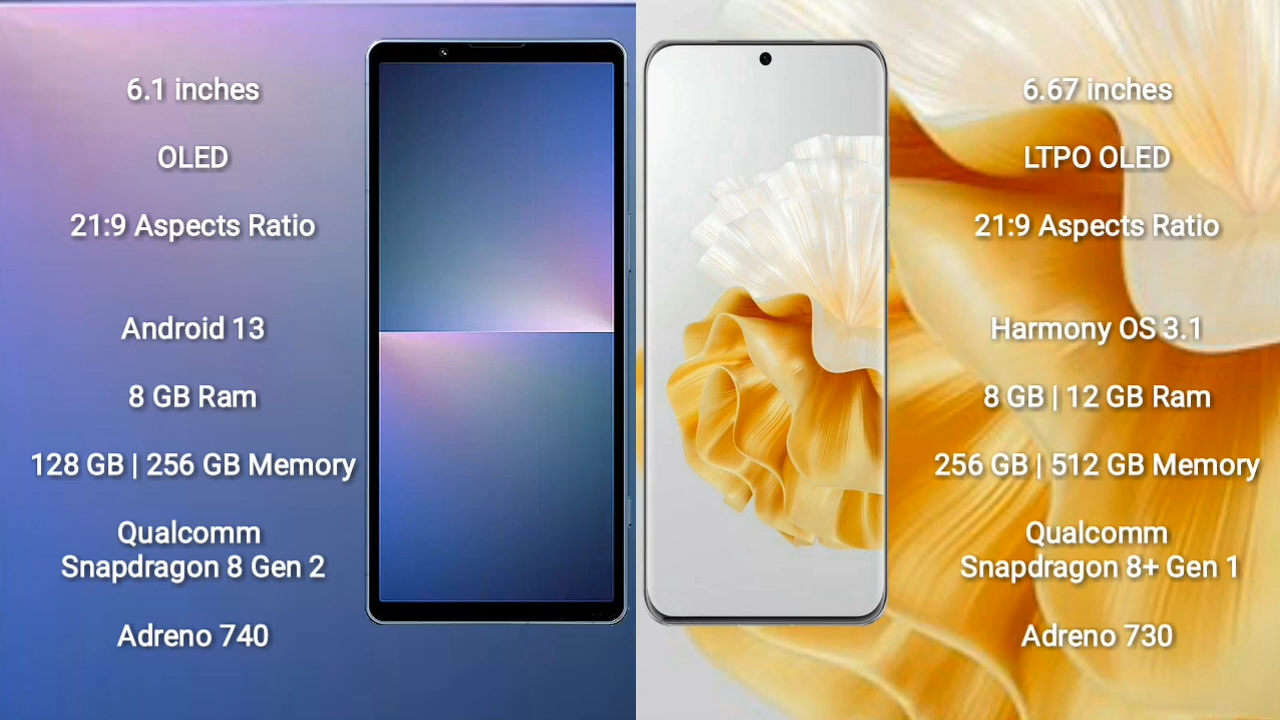 6.1 inches
OLED
21:9 Aspects Ratio
Android 13
8 GB Ram
128 GB | 256 GB Memory
Qualcomm
Snapdragon 8 Gen 2
Adreno 740
6.67 inches
LTPO OLED
21:9 Aspects Ratio
Harmony OS 3.1
8 GB | 12 GB Ram
256 GB | 512 GB Memory
Qualcomm
Snapdragon 8+ Gen 1
Adreno 730